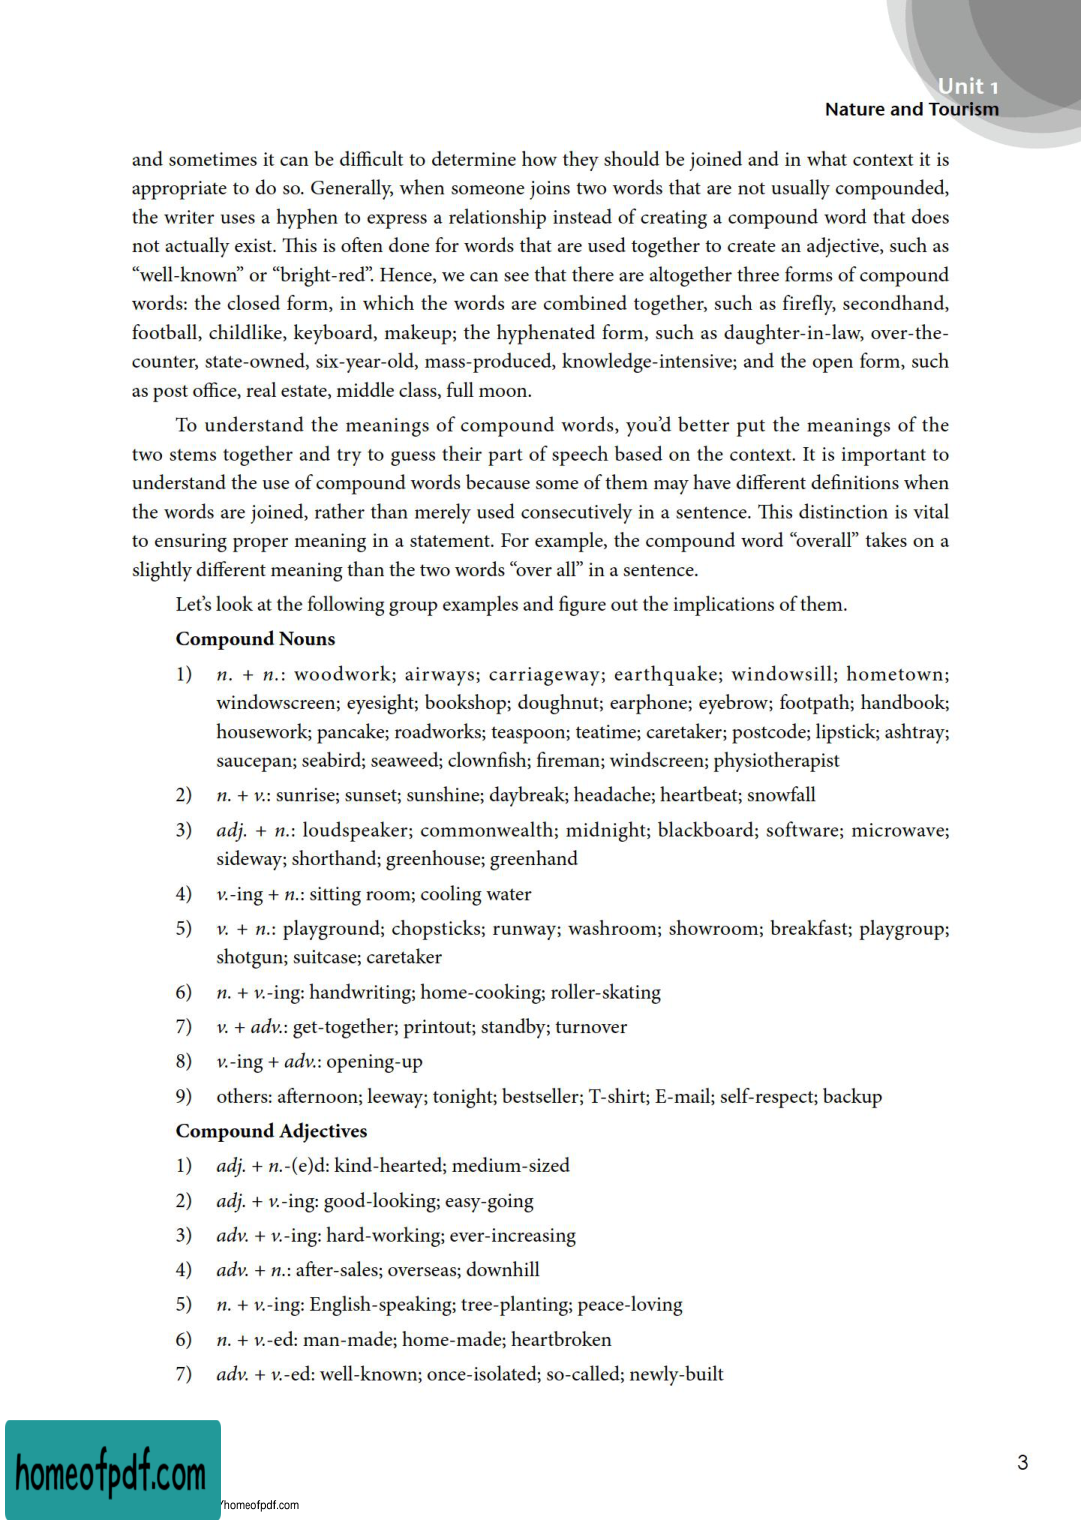 Unit 1
Nature and Tourism
and sometimes it can be difficult to determine how they should be joined and in what context it is
appropriate to do so. Generally, when someone joins two words that are not usually compounded,
the writer uses a hyphen to express a relationship instead of creating a compound word that does
not actually exist. This is often done for words that are used together to create an adjective, such as
“well-known” or “bright-red”. Hence, we can see that there are altogether three forms of compound
words: the closed form, in which the words are combined together, such as firefly, secondhand,
football, childlike, keyboard, makeup; the hyphenated form, such as daughter-in-law, over-the-
counter, state-owned, six-year-old, mass-produced, knowledge-intensive; and the open form, such
as post office, real estate, middle class, full moon.
To understand the meanings of compound words, you’d better put the meanings of the
two stems together and try to guess their part of speech based on the context. It is important to
understand the use of compound words because some of them may have different definitions when
the words are joined, rather than merely used consecutively in a sentence. This distinction is vital
to ensuring proper meaning in a statement. For example, the compound word “overall” takes on a
slightly different meaning than the two words “over all” in a sentence.
Let’s look at the following group examples and figure out the implications of them.
Compound Nouns
1) n. + n.: woodwork; airways; carriageway; earthquake; windowsill; hometown;
windowscreen; eyesight; bookshop; doughnut; earphone; eyebrow; footpath; handbook;
housework; pancake; roadworks; teaspoon; teatime; caretaker; postcode; lipstick; ashtray;
saucepan; seabird; seaweed; clownfish; fireman; windscreen; physiotherapist
2) n. + v.: sunrise; sunset; sunshine; daybreak; headache; heartbeat; snowfall
3) adj. + n.: loudspeaker; commonwealth; midnight; blackboard; software; microwave;
sideway; shorthand; greenhouse; greenhand
4) v.-ing + n.: sitting room; cooling water
5) v. + n.: playground; chopsticks; runway; washroom; showroom; breakfast; playgroup;
shotgun; suitcase; caretaker
6) n. + v.-ing: handwriting; home-cooking; roller-skating
7) v. + adv.: get-together; printout; standby; turnover
8) v.-ing + adv.: opening-up
9) others: afternoon; leeway; tonight; bestseller; T-shirt; E-mail; self-respect; backup
Compound Adjectives
1) adj. + n.-(e)d: kind-hearted; medium-sized
2) adj. + v.-ing: good-looking; easy-going
3) adv. + v.-ing: hard-working; ever-increasing
4) adv. + n.: after-sales; overseas; downhill
5) n. + v.-ing: English-speaking; tree-planting; peace-loving
6) n. + v.-ed: man-made; home-made; heartbroken
7) adv. + v.-ed: well-known; once-isolated; so-called; newly-built
3
homeofpdf.com
/homeofpdf.com